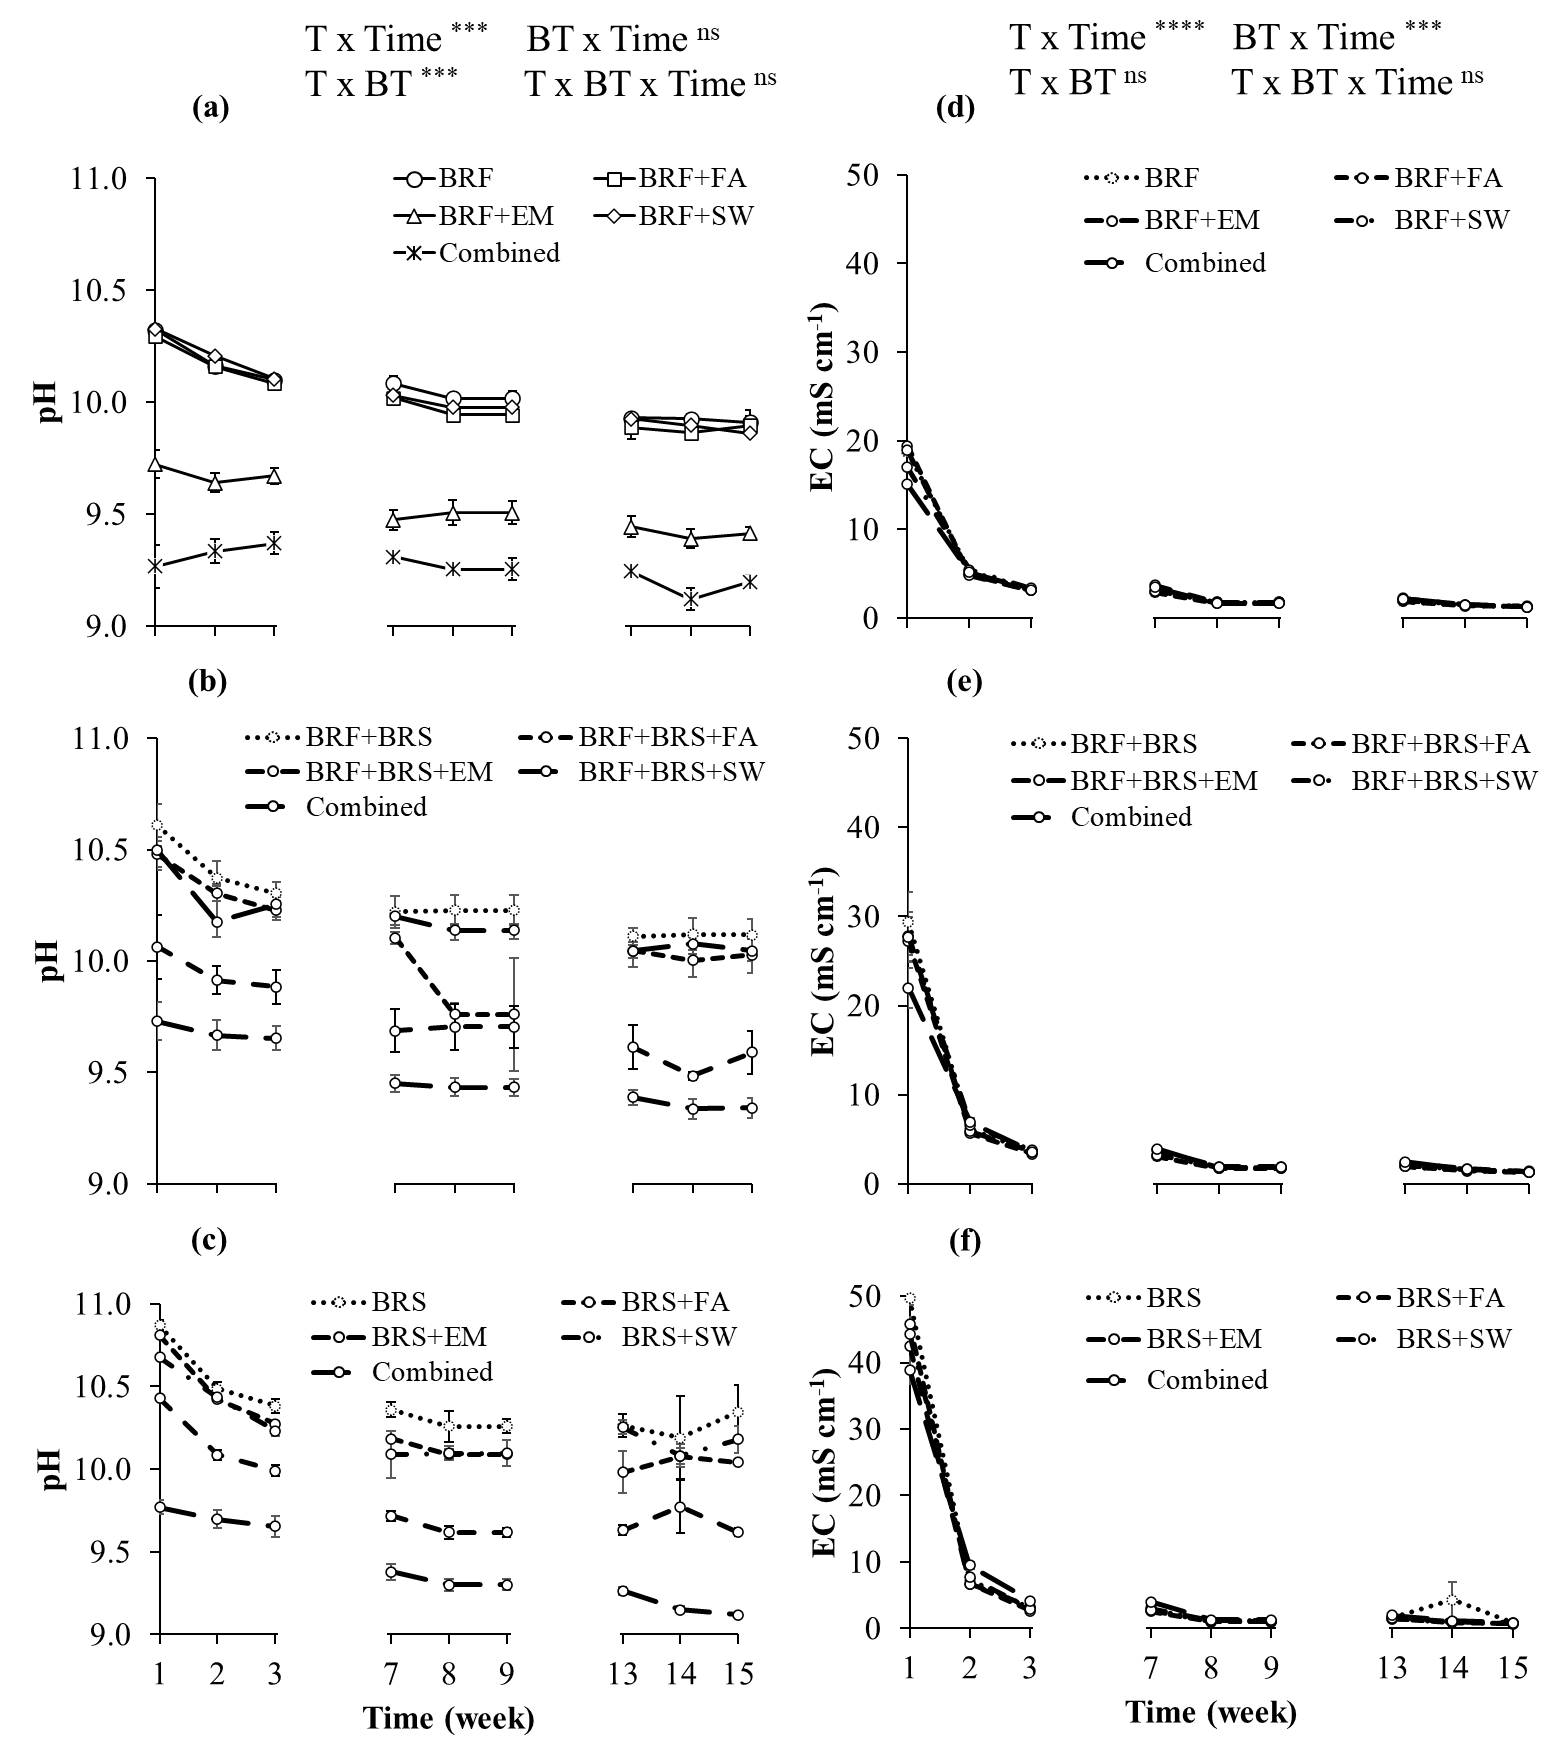 T x Time *** BT x Time ns
T x BT *** T x BT x Time ns
(a)
11.0
10.5
10.0
9.5
9.0
pH
BRF BRF+FA
BRF+EM BRF+SW
Combined
T x Time **** BT x Time ***
T x BT ns T x BT x Time ns
(d)
50
40
30
20
10
0
EC (mS cm-1)
BRF BRF+FA
BRF+EM BRF+SW
Combined
(b)
11.0
10.5
10.0
9.5
9.0
pH
BRF+BRS BRF+BRS+FA
BRF+BRS+EM BRF+BRS+SW
Combined
(e)
50
40
30
20
10
0
EC (mS cm-1)
BRF+BRS BRF+BRS+FA
BRF+BRS+EM BRF+BRS+SW
Combined
(c)
11.0
10.5
10.0
9.5
9.0
pH
BRS BRS+FA
BRS+EM BRS+SW
Combined
1 2 3 7 8 9 13 14 15
Time (week)
(f)
50
40
30
20
10
0
EC (mS cm-1)
BRS BRS+FA
BRS+EM BRS+SW
Combined
1 2 3 7 8 9 13 14 15
Time (week)